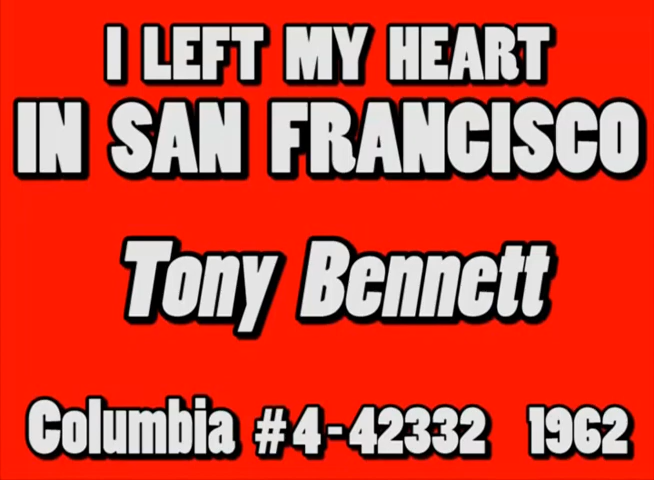 I LEFT MY HEART
IN SAN FRANCISCO
Tony Bennett
Columbia #4-42332 1962